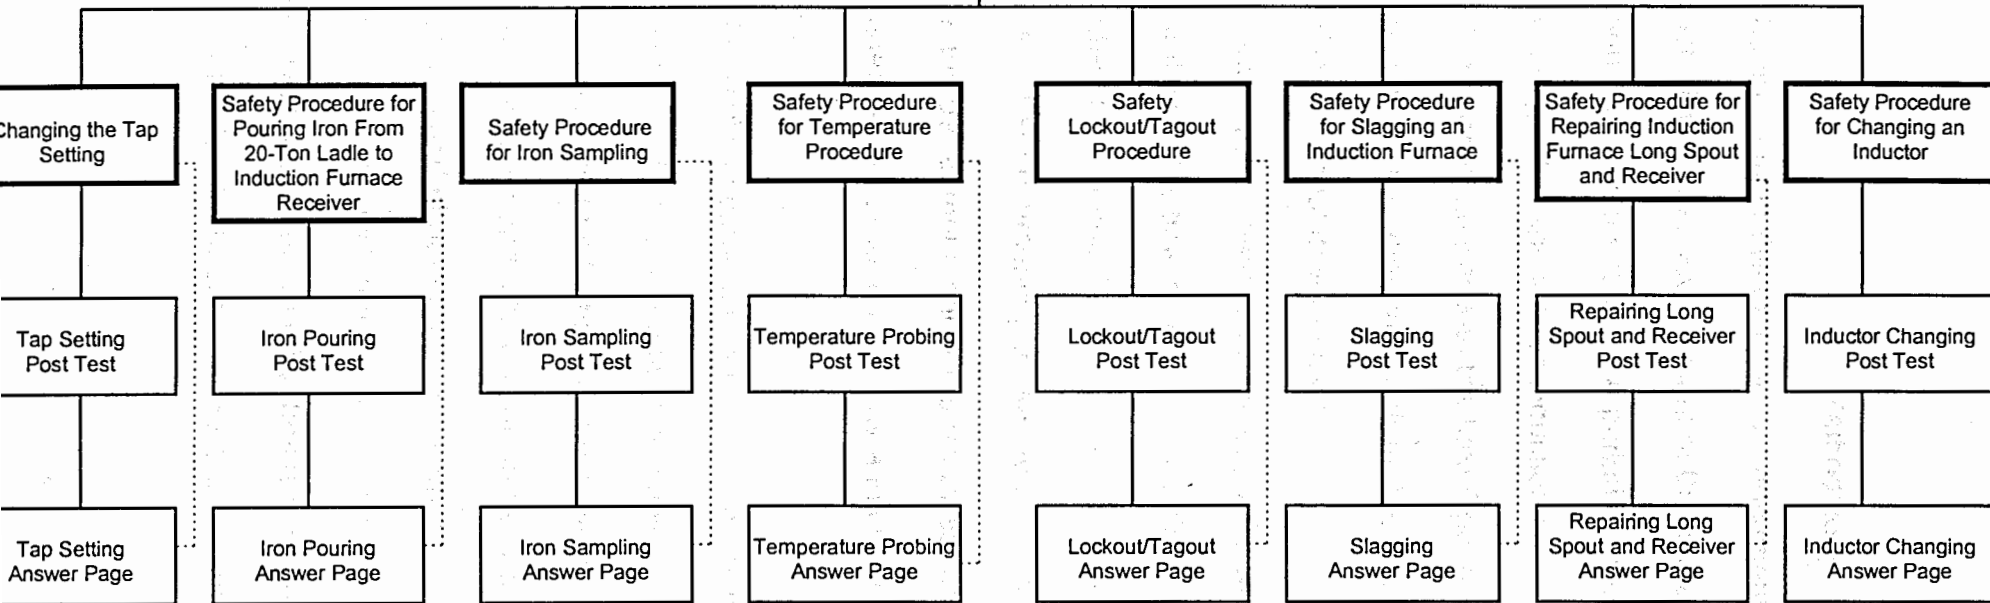 Changing the Tap
Setting
Safety Procedure for
Pouring Iron From
20-Ton Ladle to
Induction Furnace
Receiver
Safety Procedure
for Iron Sampling
Safety Procedure
for Temperature
Procedure
Safety
Lockout/Tagout
Procedure
Safety Procedure
for Slagging an
Induction Furnace
Safety Procedure for
Repairing Induction
Furnace Long Spout
and Receiver
Safety Procedure
for Changing an
Inductor
Tap Setting
Post Test
Iron Pouring
Post Test
Iron Sampling
Post Test
Temperature Probing
Post Test
Lockout/Tagout
Post Test
Slagging
Post Test
Repairing Long
Spout and Receiver
Post Test
Inductor Changing
Post Test
Tap Setting
Answer Page
Iron Pouring
Answer Page
Iron Sampling
Answer Page
Temperature Probing
Answer Page
Lockout/Tagout
Answer Page
Slagging
Answer Page
Repairing Long
Spout and Receiver
Answer Page
Inductor Changing
Answer Page